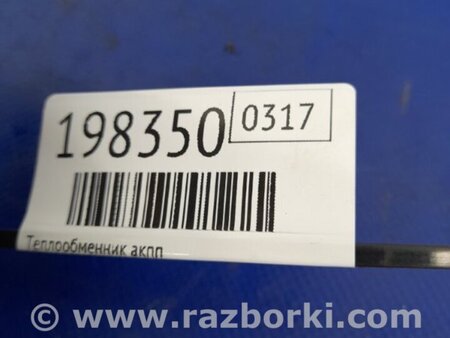 198350 0317
Теплообменник акпп
© - www.razborki.com